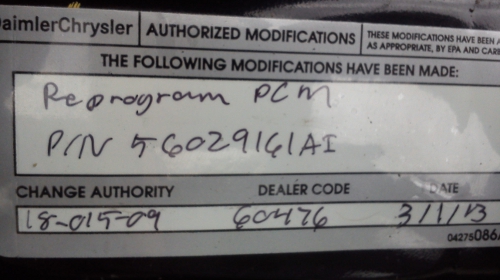 DaimlerChrysler AUTHORIZED MODIFICATIONS THESE MODIFICATIONS HAVE BEEN
AS APPROPRIATE, BY EPA AND CAR
THE FOLLOWING MODIFICATIONS HAVE BEEN MADE:
Reprogram PCM
P/N 56029161AI
CHANGE AUTHORITY DEALER CODE DATE
18-015-09 60476 3/1/13
04275086